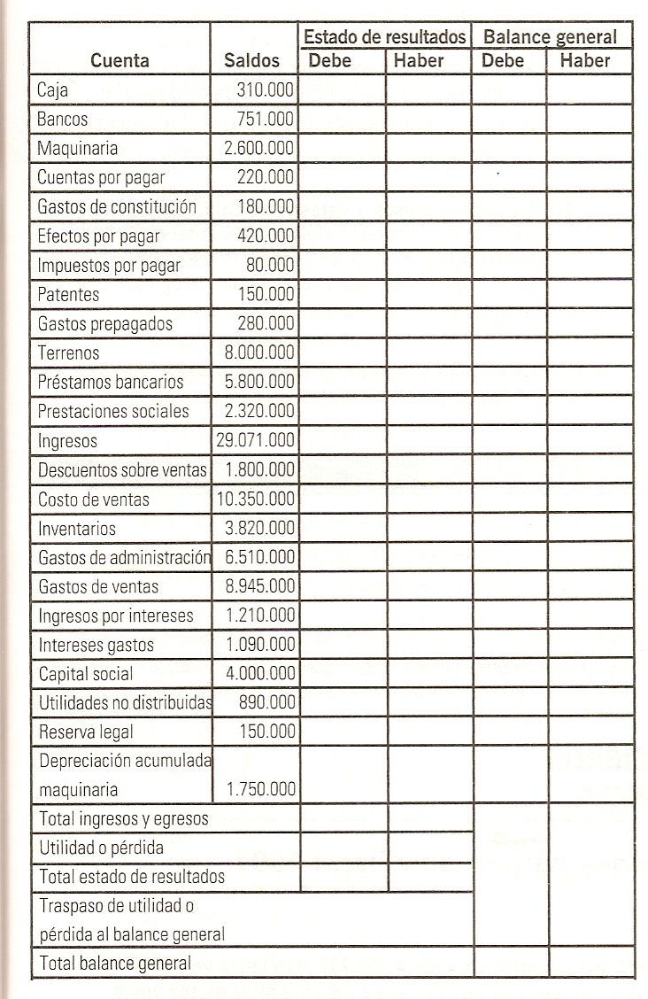 Estado de resultados Balance general
Cuenta Saldos Debe Haber Debe Haber
Caja 310.000
Bancos 751.000
Maquinaria 2.600.000
Cuentas por pagar 220.000
Gastos de constitución 180.000
Efectos por pagar 420.000
Impuestos por pagar 80.000
Patentes 150.000
Gastos prepagados 280.000
Terrenos 8.000.000
Préstamos bancarios 5.800.000
Prestaciones sociales 2.320.000
Ingresos 29.071.000
Descuentos sobre ventas 1.800.000
Costo de ventas 10.350.000
Inventarios 3.820.000
Gastos de administración 6.510.000
Gastos de ventas 8.945.000
Ingresos por intereses 1.210.000
Intereses gastos 1.090.000
Capital social 4.000.000
Utilidades no distribuidas 890.000
Reserva legal 150.000
Depreciación acumulada
maquinaria 1.750.000
Total ingresos y egresos
Utilidad o pérdida
Total estado de resultados
Traspaso de utilidad o
pérdida al balance general
Total balance general